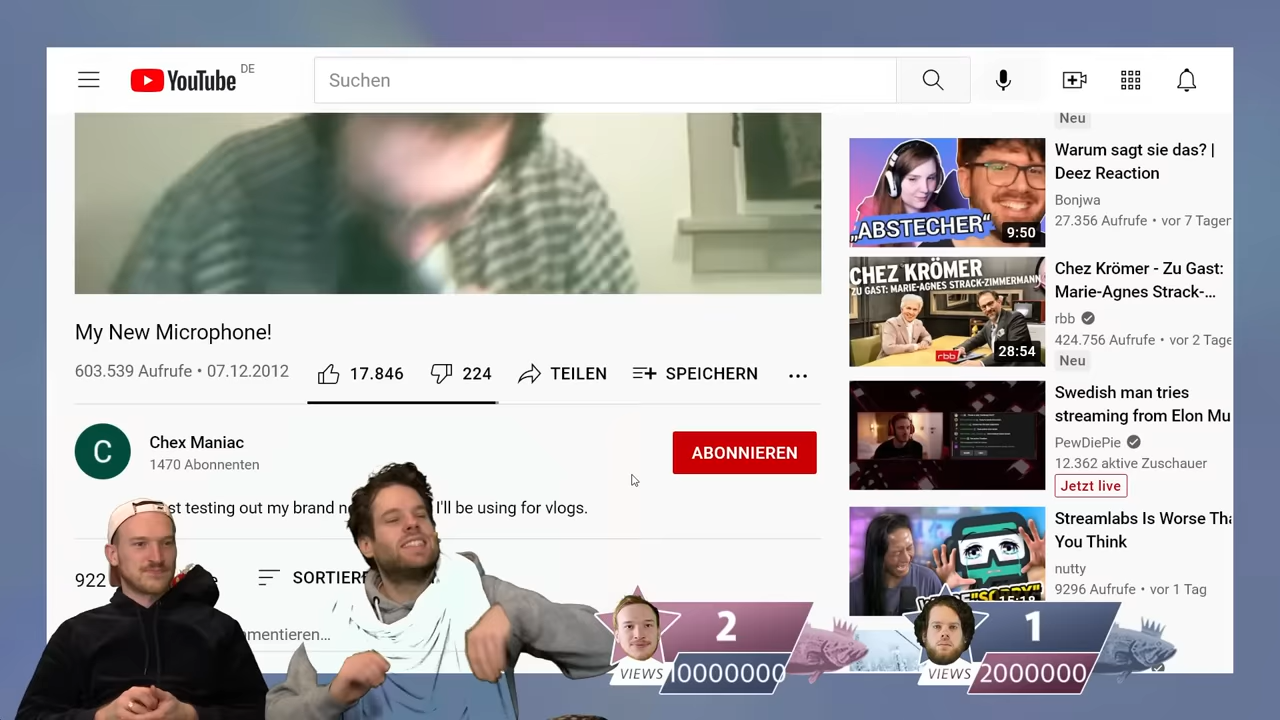 YouTube DE
Suchen
My New Microphone!
603.539 Aufrufe • 07.12.2012
17.846
224
TEILEN
SPEICHERN
C
Chex Maniac
1470 Abonnenten
ABONNIEREN
st testing out my brand
I'll be using for vlogs.
922
Neu
„ABSTECHER“
9:50
Warum sagt sie das? |
Deez Reaction
Bonjwa
27.356 Aufrufe • vor 7 Tagen
CHEZ KRÖMER
ZU GAST: MARIE-AGNES STRACK-ZIMMERMANN
rbb
28:54
Chez Krömer - Zu Gast:
Marie-Agnes Strack-...
rbb
424.756 Aufrufe • vor 2 Tage
Neu
Swedish man tries
streaming from Elon Mu
PewDiePie
12.362 aktive Zuschauer
Jetzt live
15:18
Streamlabs Is Worse Tha
You Think
nutty
9296 Aufrufe • vor 1 Tag
2
VIEWS
10000000
1
VIEWS
2000000